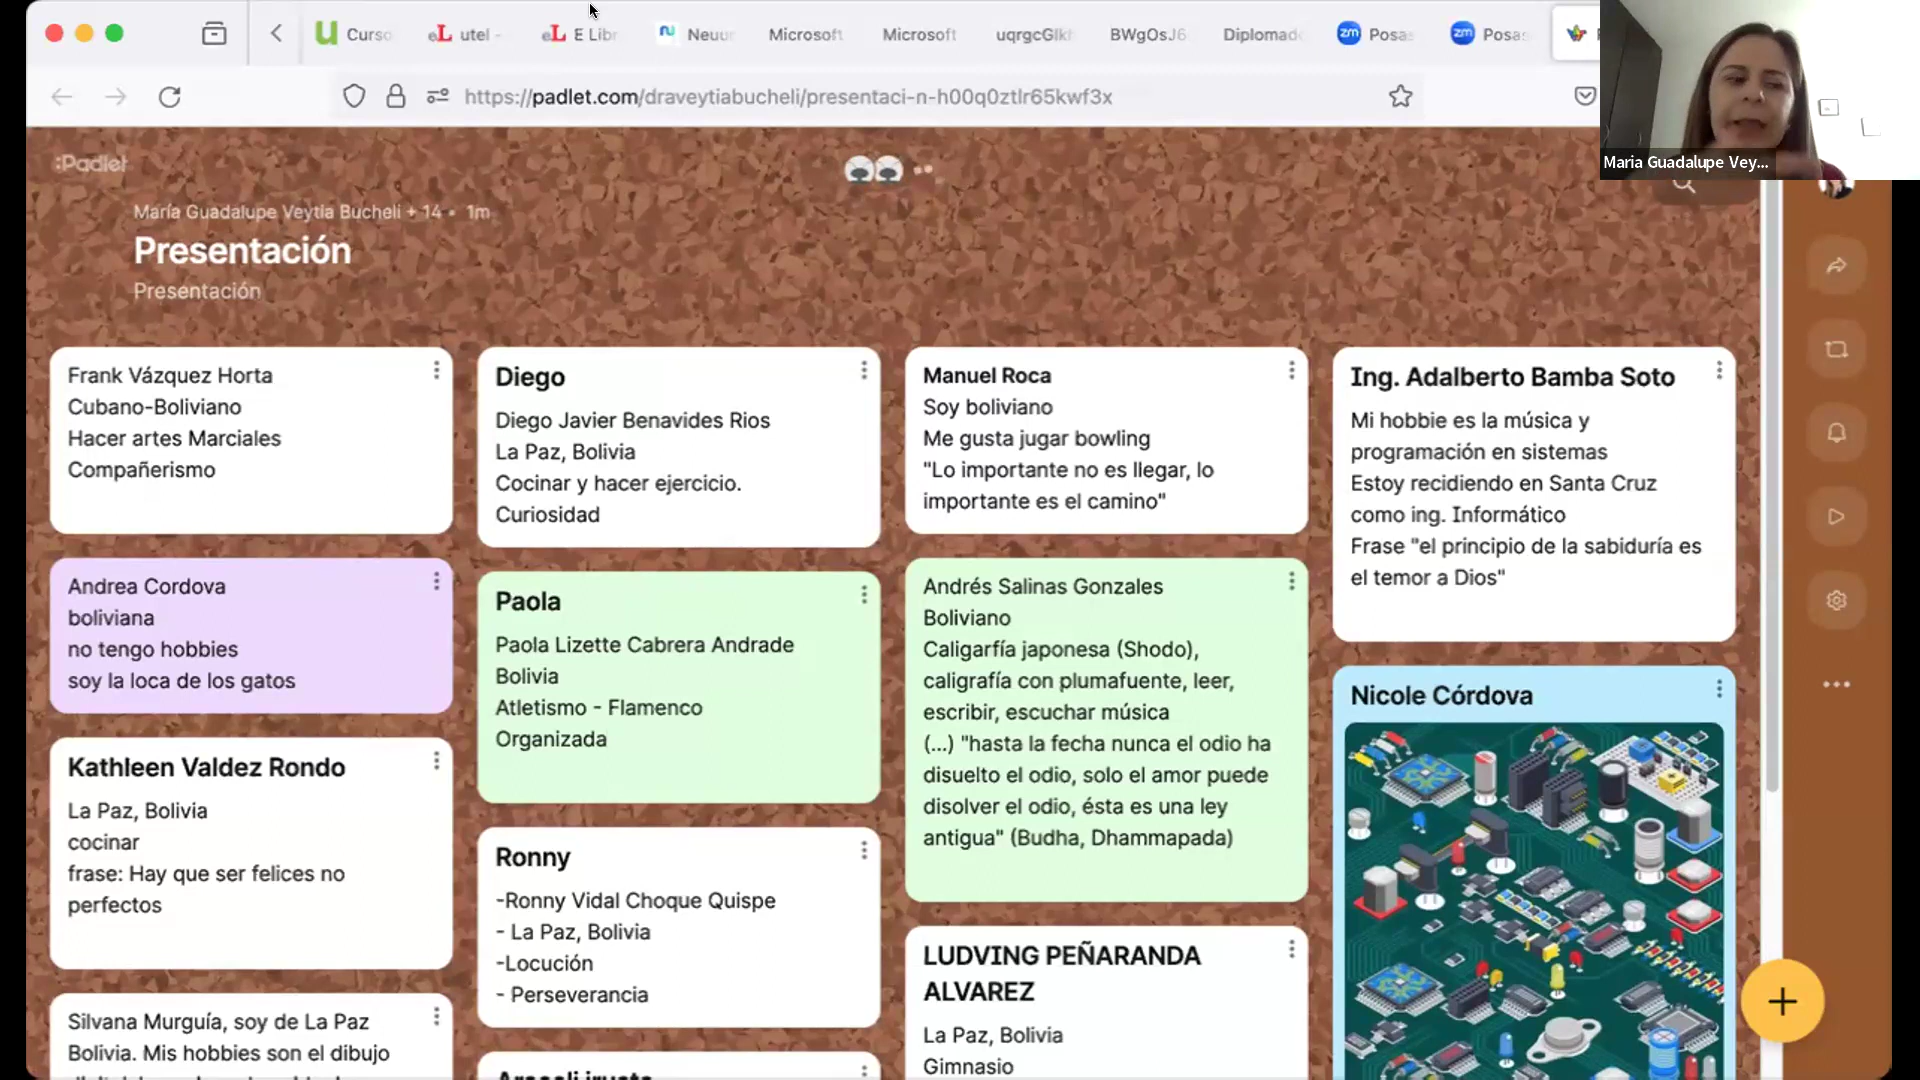 Curso
utel -
E Libr
Neuu
Microsoft
Microsoft
uqrgcGlkh
BWgOsJ6
Diplomado
zm
Posas
zm
Posas
https://padlet.com/draveytiabucheli/presentaci-n-h00q0ztlr65kwf3x
Maria Guadalupe Vey...
:Padlet
María Guadalupe Veytia Bucheli + 14 • 1m
Presentación
Presentación
Frank Vázquez Horta
Cubano-Boliviano
Hacer artes Marciales
Compañerismo
Andrea Cordova
boliviana
no tengo hobbies
soy la loca de los gatos
Kathleen Valdez Rondo
La Paz, Bolivia
cocinar
frase: Hay que ser felices no
perfectos
Silvana Murguía, soy de La Paz
Bolivia. Mis hobbies son el dibujo
Diego
Diego Javier Benavides Rios
La Paz, Bolivia
Cocinar y hacer ejercicio.
Curiosidad
Paola
Paola Lizette Cabrera Andrade
Bolivia
Atletismo - Flamenco
Organizada
Ronny
-Ronny Vidal Choque Quispe
- La Paz, Bolivia
-Locución
- Perseverancia
Araceli irusta
Manuel Roca
Soy boliviano
Me gusta jugar bowling
"Lo importante no es llegar, lo
importante es el camino"
Andrés Salinas Gonzales
Boliviano
Caligarfía japonesa (Shodo),
caligrafía con plumafuente, leer,
escribir, escuchar música
(...) "hasta la fecha nunca el odio ha
disuelto el odio, solo el amor puede
disolver el odio, ésta es una ley
antigua" (Budha, Dhammapada)
LUDVING PEÑARANDA
ALVAREZ
La Paz, Bolivia
Gimnasio
Ing. Adalberto Bamba Soto
Mi hobbie es la música y
programación en sistemas
Estoy recidiendo en Santa Cruz
como ing. Informático
Frase "el principio de la sabiduría es
el temor a Dios"
Nicole Córdova